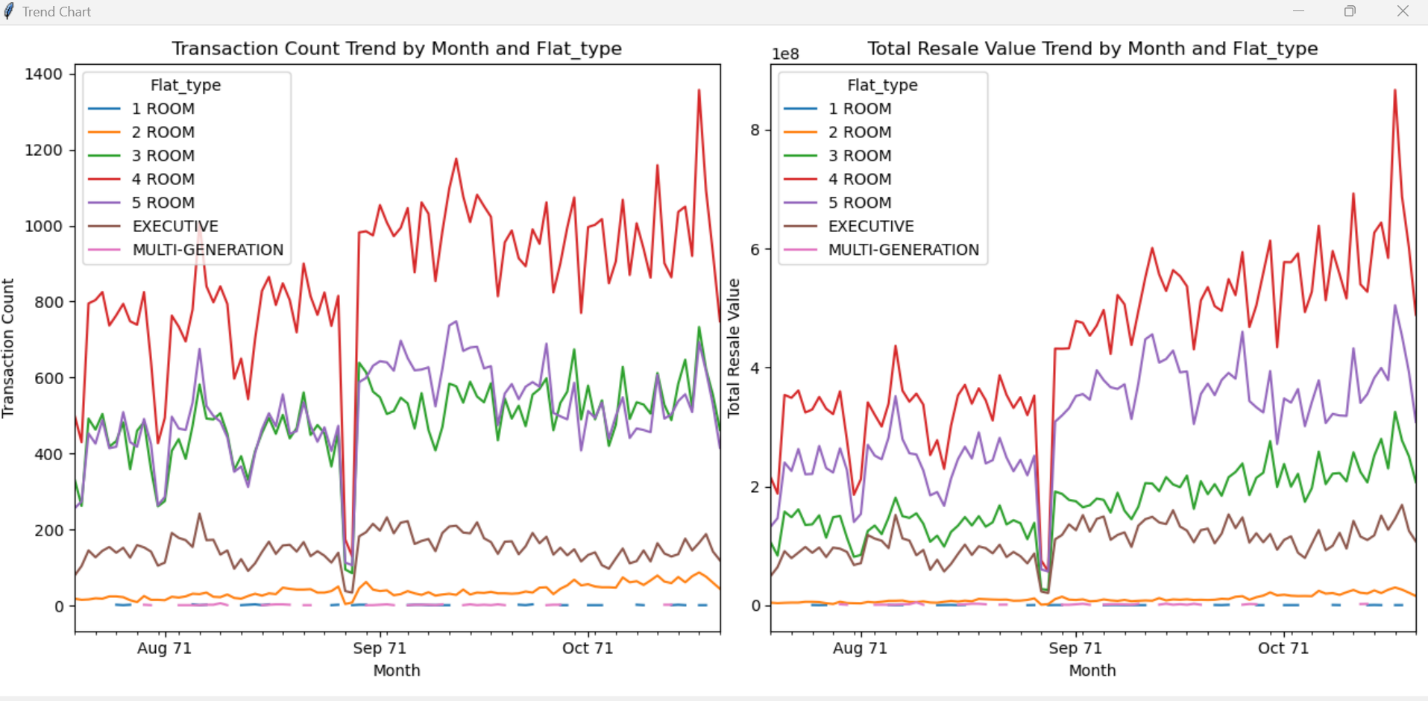 Trend Chart
Transaction Count Trend by Month and Flat_type
1400
1200
1000
800
600
400
200
0
Transaction Count
Flat_type
1 ROOM
2 ROOM
3 ROOM
4 ROOM
5 ROOM
EXECUTIVE
MULTI-GENERATION
Aug 71
Sep 71
Oct 71
Month
Total Resale Value Trend by Month and Flat_type
1e8
8
6
4
2
0
Total Resale Value
Flat_type
1 ROOM
2 ROOM
3 ROOM
4 ROOM
5 ROOM
EXECUTIVE
MULTI-GENERATION
Aug 71
Sep 71
Oct 71
Month